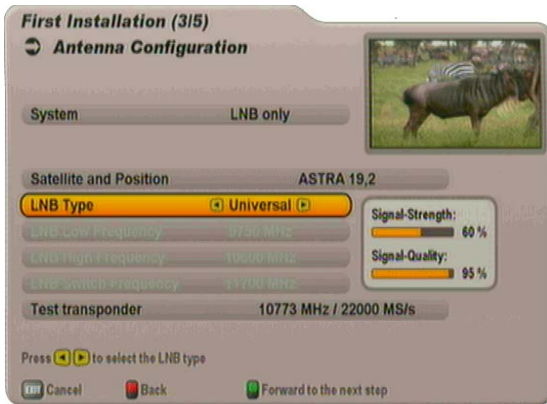 First Installation (3/5)
Antenna Configuration
System LNB only
Satellite and Position ASTRA 19,2
LNB Type Universal
LNB Low Frequency 9750 MHz
LNB High Frequency 10600 MHz
LNB Switch Frequency 11700 MHz
Signal-Strength:
60 %
Signal-Quality:
95 %
Test transponder 10773 MHz / 22000 MS/s
Press to select the LNB type
EXIT Cancel Back Forward to the next step